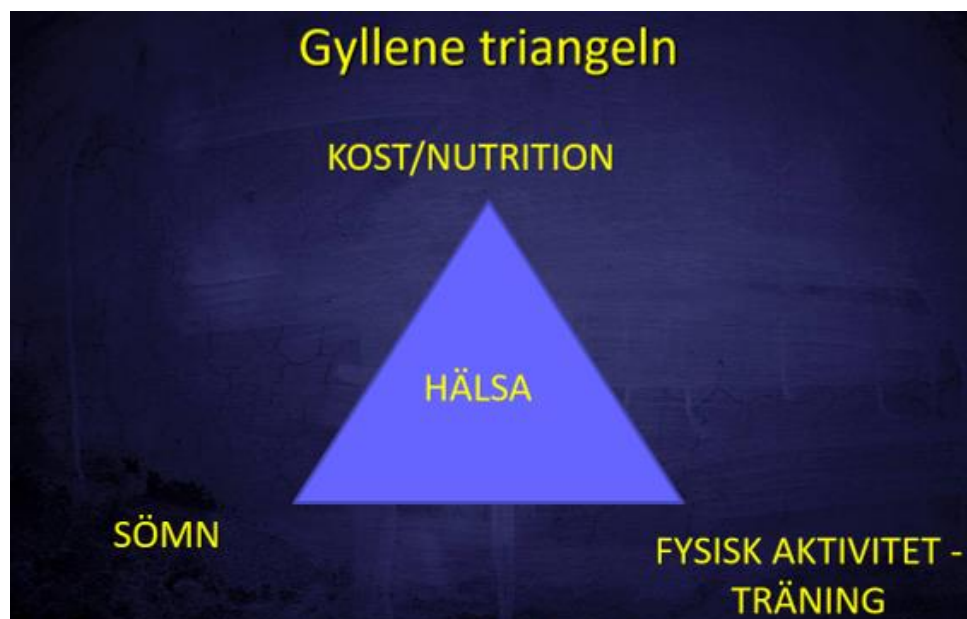 Gyllene triangeln
KOST/NUTRITION
HÄLSA
SÖMN
FYSISK AKTIVITET -
TRÄNING